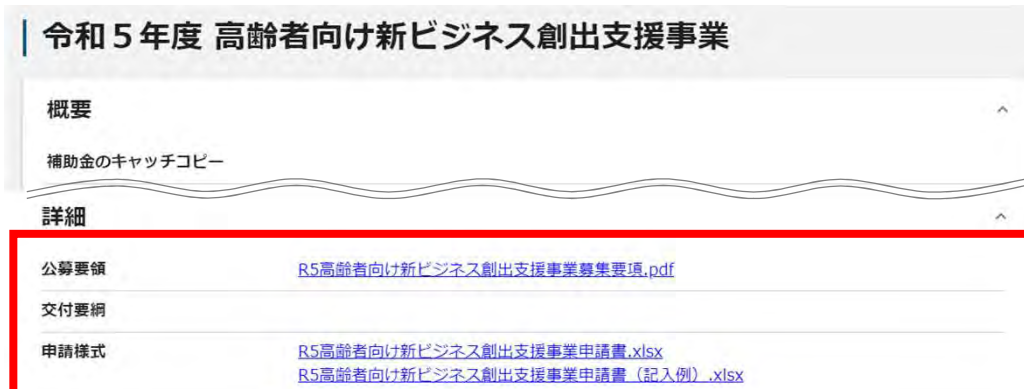 令和５年度 高齢者向け新ビジネス創出支援事業
概要
補助金のキャッチコピー
詳細
公募要領 R5高齢者向け新ビジネス創出支援事業募集要項.pdf
交付要綱
申請様式 R5高齢者向け新ビジネス創出支援事業申請書.xlsx
R5高齢者向け新ビジネス創出支援事業申請書（記入例）.xlsx